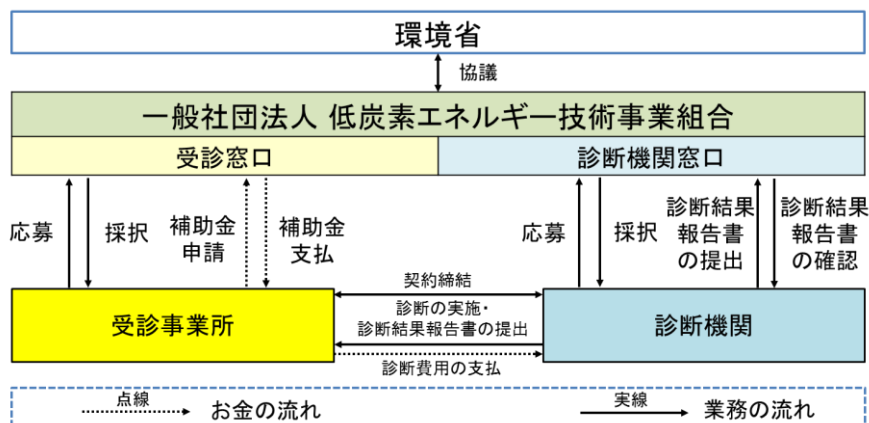 環境省
協議
一般社団法人 低炭素エネルギー技術事業組合
受診窓口
診断機関窓口
応募
採択
補助金
申請
補助金
支払
応募
採択
診断結果
報告書
の提出
診断結果
報告書
の確認
契約締結
診断の実施・
診断結果報告書の提出
診断費用の支払
受診事業所
診断機関
点線
お金の流れ
実線
業務の流れ